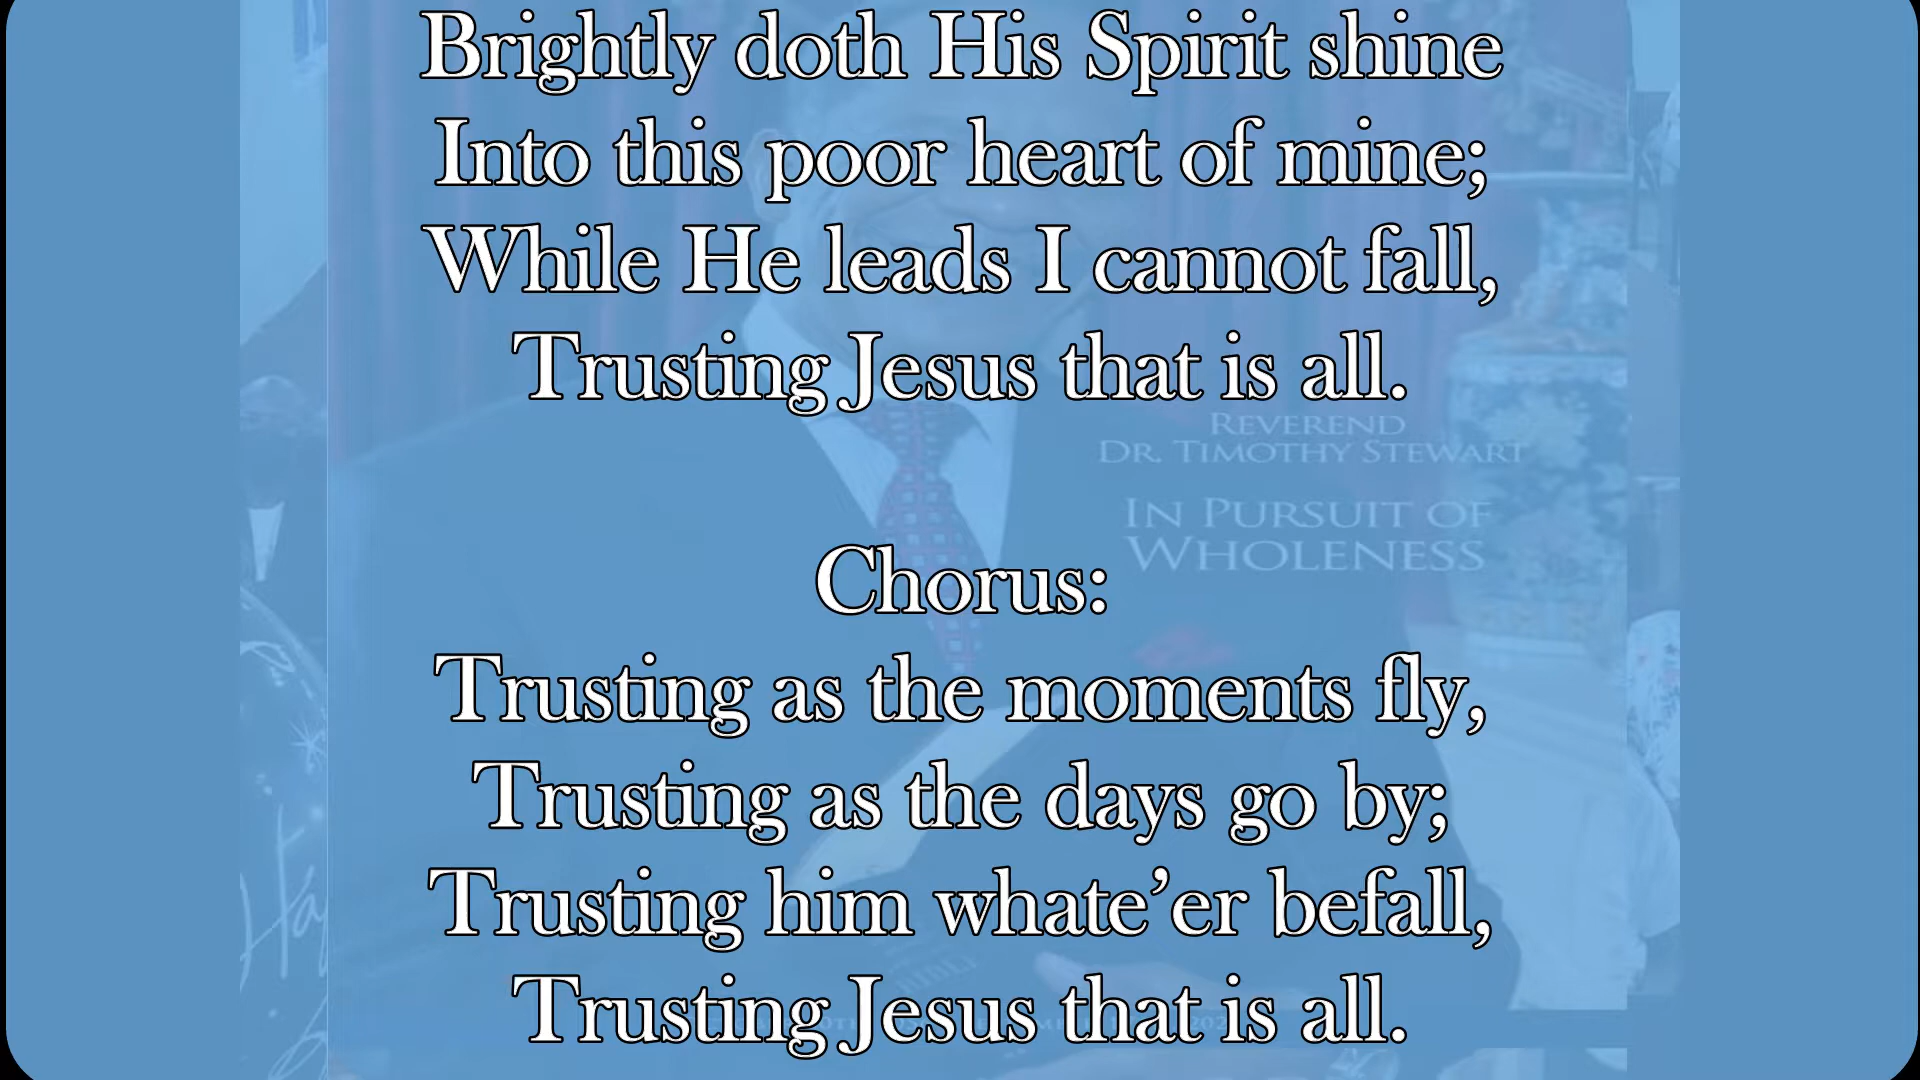 Brightly doth His Spirit shine
Into this poor heart of mine;
While He leads I cannot fall,
Trusting Jesus that is all.
Reverend
Dr. Timothy Stewart
In Pursuit of
Wholeness
Chorus:
Trusting as the moments fly,
Trusting as the days go by;
Trusting him whate’er befall,
Trusting Jesus that is all.